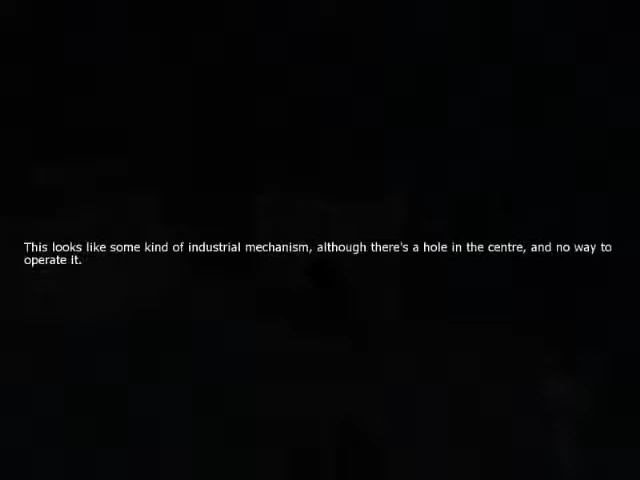 This looks like some kind of industrial mechanism, although there's a hole in the centre, and no way to
operate it.